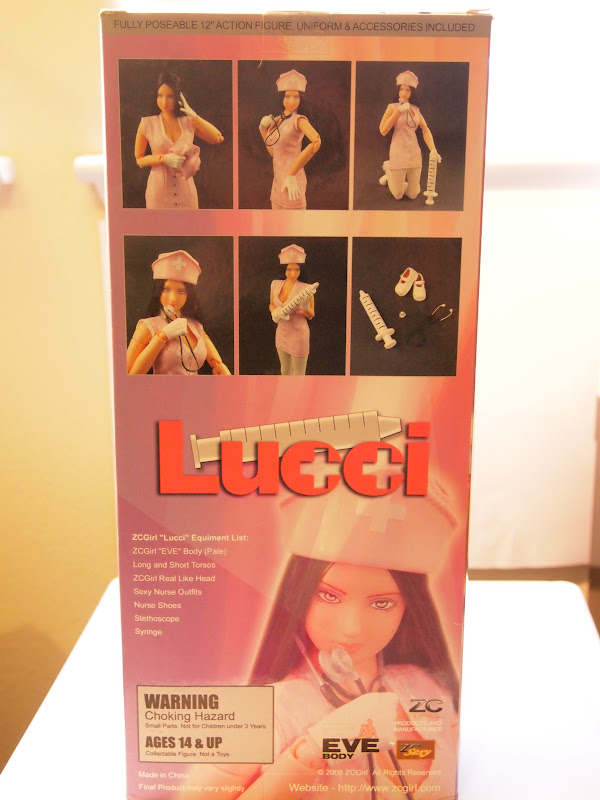 FULLY POSEABLE 12" ACTION FIGURE, UNIFORM & ACCESSORIES INCLUDED
Lucci
ZCGirl "Lucci" Equiment List:
ZCGirl "EVE" Body (Pale)
Long and Short Torsos
ZCGirl Real Like Head
Sexy Nurse Outfits
Nurse Shoes
Stethoscope
Syringe
WARNING
Choking Hazard
Small Parts. Not for Children under 3 Years.
AGES 14 & UP
Collectable Figure. Not a Toys.
Made in China
Final Product may vary slightly
EVE
BODY
ZC
PRODUCED AND
MANUFACTURED
© 2006 ZCGirl .All Rights Reserved
Website - http://www.zcgirl.com